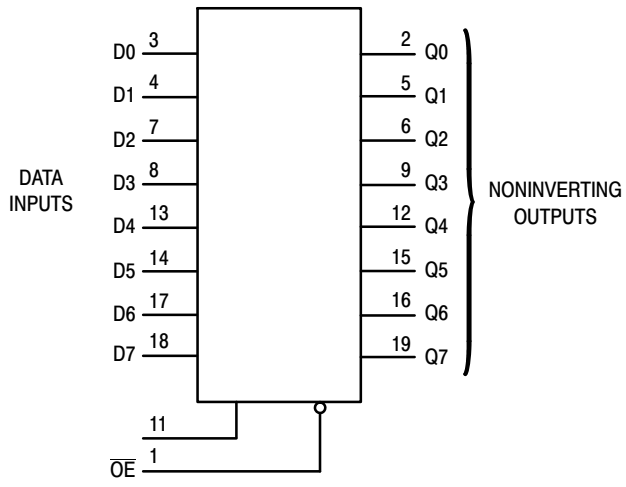 D0 3
D1 4
D2 7
D3 8
D4 13
D5 14
D6 17
D7 18
DATA
INPUTS
2 Q0
5 Q1
6 Q2
9 Q3
12 Q4
15 Q5
16 Q6
19 Q7
NONINVERTING
OUTPUTS
11
O̅E̅ 1